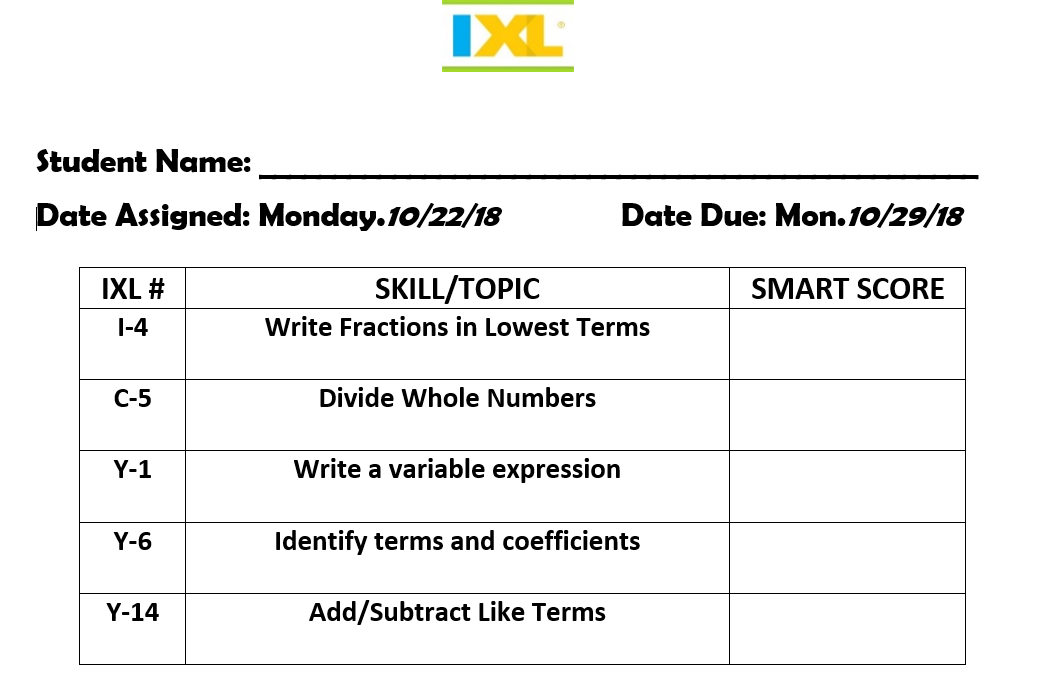 IXL®
Student Name: ________________________________________________
Date Assigned: Monday.10/22/18 Date Due: Mon.10/29/18
IXL # SKILL/TOPIC SMART SCORE
I-4 Write Fractions in Lowest Terms
C-5 Divide Whole Numbers
Y-1 Write a variable expression
Y-6 Identify terms and coefficients
Y-14 Add/Subtract Like Terms